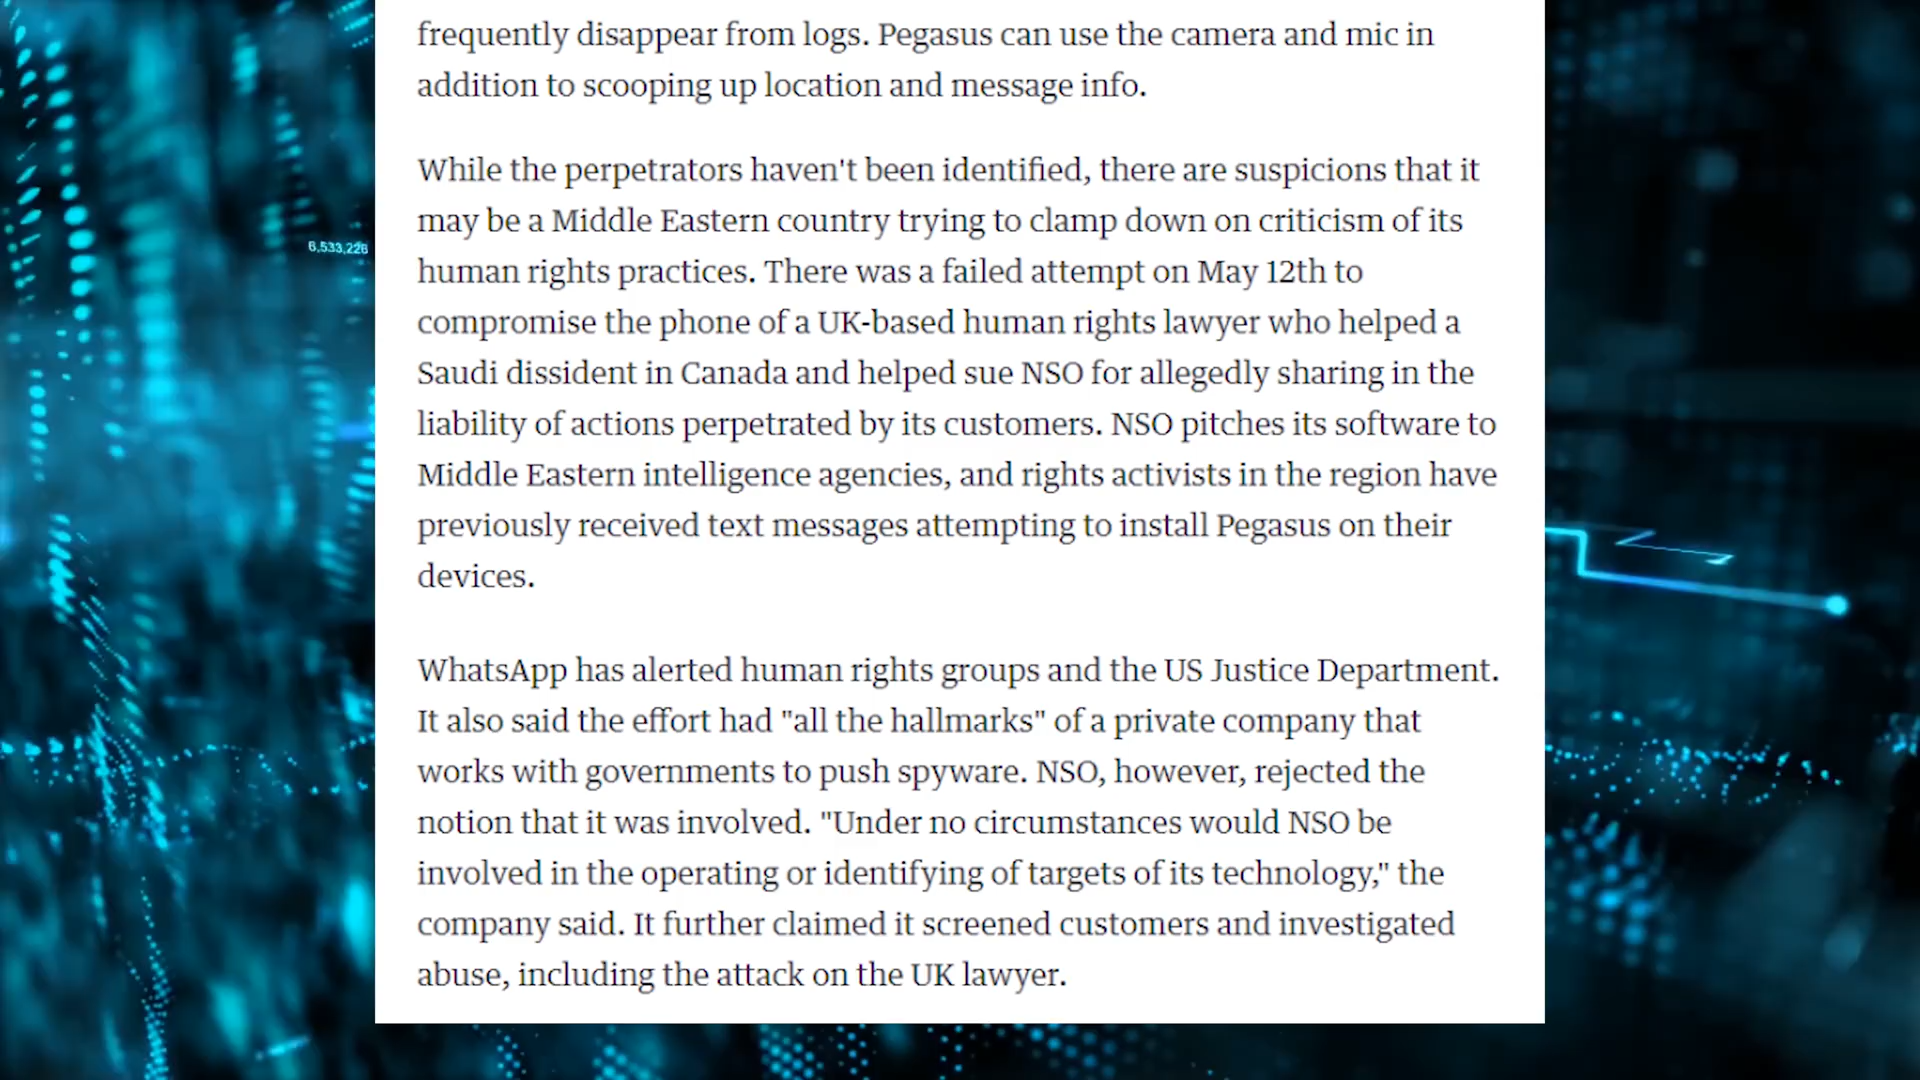 frequently disappear from logs. Pegasus can use the camera and mic in
addition to scooping up location and message info.
While the perpetrators haven't been identified, there are suspicions that it
may be a Middle Eastern country trying to clamp down on criticism of its
human rights practices. There was a failed attempt on May 12th to
compromise the phone of a UK-based human rights lawyer who helped a
Saudi dissident in Canada and helped sue NSO for allegedly sharing in the
liability of actions perpetrated by its customers. NSO pitches its software to
Middle Eastern intelligence agencies, and rights activists in the region have
previously received text messages attempting to install Pegasus on their
devices.
WhatsApp has alerted human rights groups and the US Justice Department.
It also said the effort had "all the hallmarks" of a private company that
works with governments to push spyware. NSO, however, rejected the
notion that it was involved. "Under no circumstances would NSO be
involved in the operating or identifying of targets of its technology," the
company said. It further claimed it screened customers and investigated
abuse, including the attack on the UK lawyer.
6,533,226